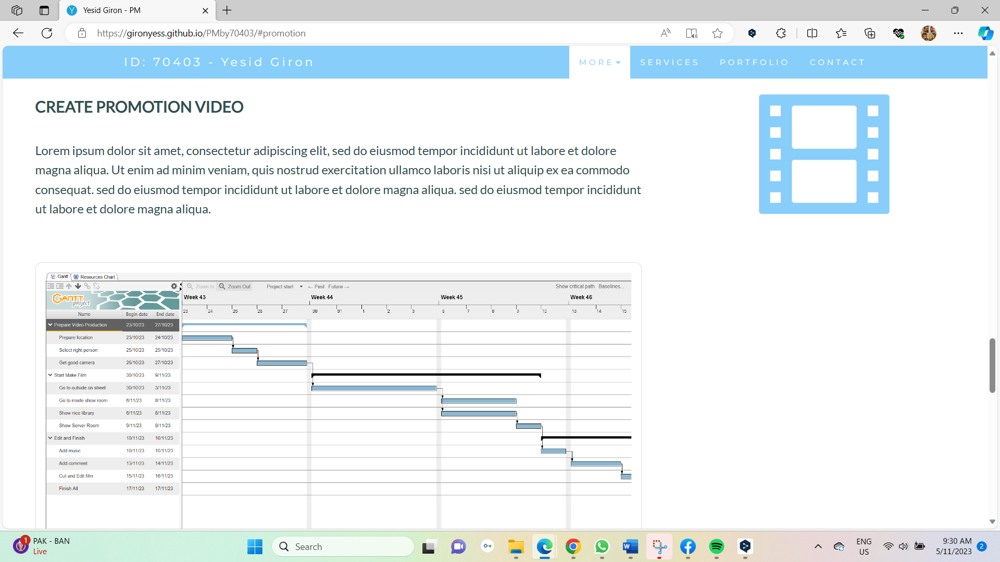 Yesid Giron - PM
https://gironyess.github.io/PMby70403/#promotion
ID: 70403 - Yesid Giron
MORE SERVICES PORTFOLIO CONTACT
CREATE PROMOTION VIDEO
Lorem ipsum dolor sit amet, consectetur adipiscing elit, sed do eiusmod tempor incididunt ut labore et dolore
magna aliqua. Ut enim ad minim veniam, quis nostrud exercitation ullamco laboris nisi ut aliquip ex ea commodo
consequat. sed do eiusmod tempor incididunt ut labore et dolore magna aliqua. sed do eiusmod tempor incididunt
ut labore et dolore magna aliqua.
Gantt Resources Chart
Zoom In Zoom Out Project start ← Past Future → Show critical path Baselines...
GANTT project
Week 43 Week 44 Week 45 Week 46
23 24 25 26 27 30 31 1 2 3 6 7 8 9 10 13 14 15
Name Begin date End date
Prepare Video Production 23/10/23 27/10/23
Prepare location 23/10/23 24/10/23
Select right person 25/10/23 25/10/23
Get good camera 26/10/23 27/10/23
Start Make Film 30/10/23 9/11/23
Go to outside on street 30/10/23 3/11/23
Go to inside show room 6/11/23 8/11/23
Show nice library 6/11/23 8/11/23
Show Server Room 9/11/23 9/11/23
Edit and Finish 10/11/23 16/11/23
Add music 10/11/23 10/11/23
Add comment 13/11/23 14/11/23
Cut and Edit film 15/11/23 16/11/23
Finish All 17/11/23 17/11/23
1 PAK - BAN
Live
Search
ENG
US
9:30 AM
5/11/2023
2